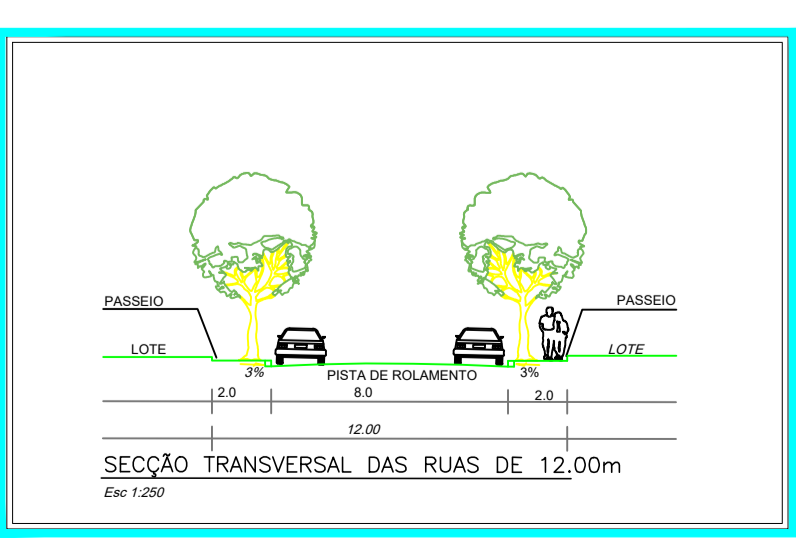 PASSEIO PASSEIO
LOTE LOTE
3% PISTA DE ROLAMENTO 3%
2.0 8.0 2.0
12.00
SECÇÃO TRANSVERSAL DAS RUAS DE 12.00m
Esc 1:250